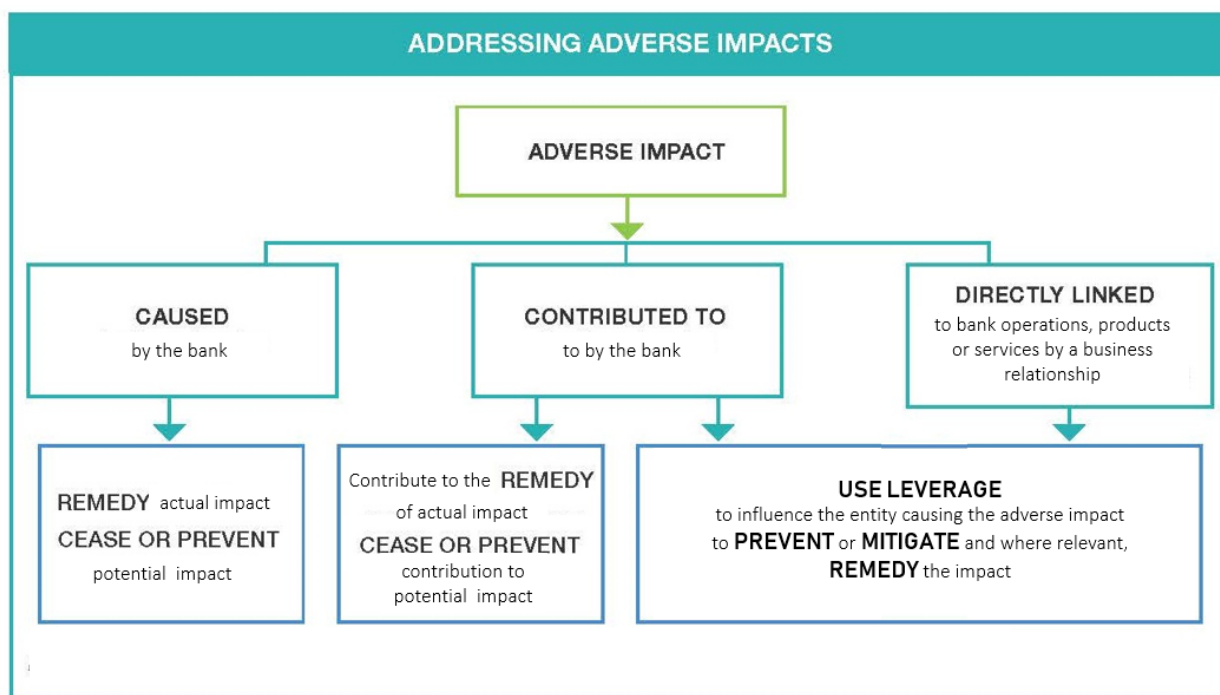 ADDRESSING ADVERSE IMPACTS
ADVERSE IMPACT
CAUSED
by the bank
CONTRIBUTED TO
to by the bank
DIRECTLY LINKED
to bank operations, products
or services by a business
relationship
REMEDY actual impact
CEASE OR PREVENT
potential impact
Contribute to the REMEDY
of actual impact
CEASE OR PREVENT
contribution to
potential impact
USE LEVERAGE
to influence the entity causing the adverse impact
to PREVENT or MITIGATE and where relevant,
REMEDY the impact